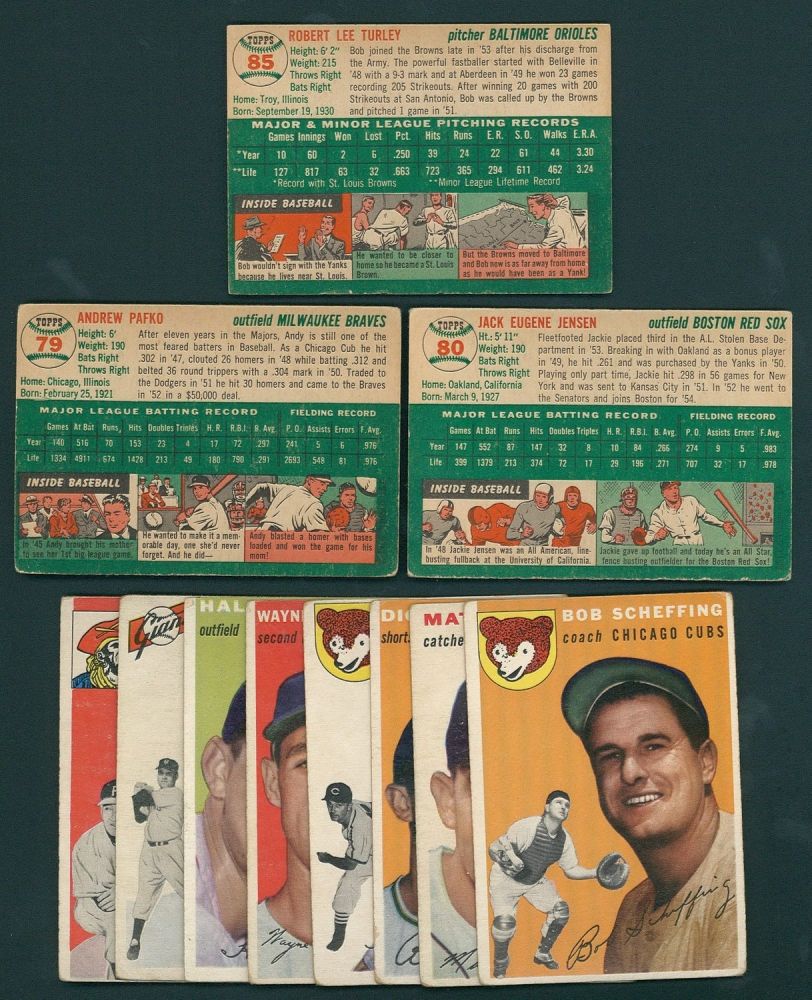 TOPPS
85
ROBERT LEE TURLEY
pitcher BALTIMORE ORIOLES
Height: 6' 2"
Weight: 215
Throws Right
Bats Right
Home: Troy, Illinois
Born: September 19, 1930
Bob joined the Browns late in '53 after his discharge from
the Army. The powerful fastballer started with Belleville in
'48 with a 9-3 mark and at Aberdeen in '49 he won 23 games
recording 205 Strikeouts. After winning 20 games with 200
Strikeouts at San Antonio, Bob was called up by the Browns
and pitched 1 game in '51.
MAJOR & MINOR LEAGUE PITCHING RECORDS
Games Innings Won Lost Pct. Hits Runs E.R. S.O. Walks E.R.A.
*Year 10 60 2 6 .250 39 24 22 61 44 3.30
**Life 127 817 63 32 .663 723 365 294 611 462 3.24
*Record with St. Louis Browns **Minor League Lifetime Record
INSIDE BASEBALL
Bob wouldn't sign with the Yanks
because he lives near St. Louis.
He wanted to be closer to
home so he became a St. Louis
Brown.
But the Browns moved to Baltimore
and Bob now is as far away from home
as he would have been as a Yank!
TOPPS
79
ANDREW PAFKO
outfield MILWAUKEE BRAVES
Height: 6'
Weight: 190
Bats Right
Throws Right
Home: Chicago, Illinois
Born: February 25, 1921
After eleven years in the Majors, Andy is still one of the
most feared batters in Baseball. As a Chicago Cub he hit
.302 in '47, clouted 26 homers in '48 while batting .312 and
belted 36 round trippers with a .304 mark in '50. Traded to
the Dodgers in '51 he hit 30 homers and came to the Braves
in '52 in a $50,000 deal.
MAJOR LEAGUE BATTING RECORD FIELDING RECORD
Games At Bat Runs Hits Doubles Triples H. R. R.B.I. B. Avg. P. O. Assists Errors F. Avg.
Year 140 516 70 153 23 4 17 72 .297 241 5 6 .976
Life 1334 4911 674 1428 213 49 180 790 .291 2693 548 81 .976
INSIDE BASEBALL
In '45 Andy brought his mother
to see her 1st big league game.
He wanted to make it a mem-
orable day, one she'd never
forget. And he did—
Andy blasted a homer with bases
loaded and won the game for his
mom!
TOPPS
80
JACK EUGENE JENSEN
outfield BOSTON RED SOX
Ht.: 5' 11"
Weight: 190
Bats Right
Throws Right
Home: Oakland, California
Born: March 9, 1927
Fleetfooted Jackie placed third in the A.L. Stolen Base De-
partment in '53. Breaking in with Oakland as a bonus player
in '49, he hit .261 and was purchased by the Yanks in '50.
Playing only part time, Jackie hit .298 in 56 games for New
York and was sent to Kansas City in '51. In '52 he went to
the Senators and joins Boston for '54.
MAJOR LEAGUE BATTING RECORD FIELDING RECORD
Games At Bat Runs Hits Doubles Triples H. R. R.B.I. B. Avg. P. O. Assists Errors F.Avg.
Year 147 552 87 147 32 8 10 84 .266 274 9 5 .983
Life 399 1379 213 374 72 17 29 196 .271 707 32 17 .978
INSIDE BASEBALL
In '48 Jackie Jensen was an All American, line-
busting fullback at the University of California.
Jackie gave up football and today he's an All Star,
fence busting outfielder for the Boston Red Sox!
Gian
HAL
outfield
WAYN
second
DI
short
MA
catche
BOB SCHEFFING
coach CHICAGO CUBS
Wayne
Bob Scheffing